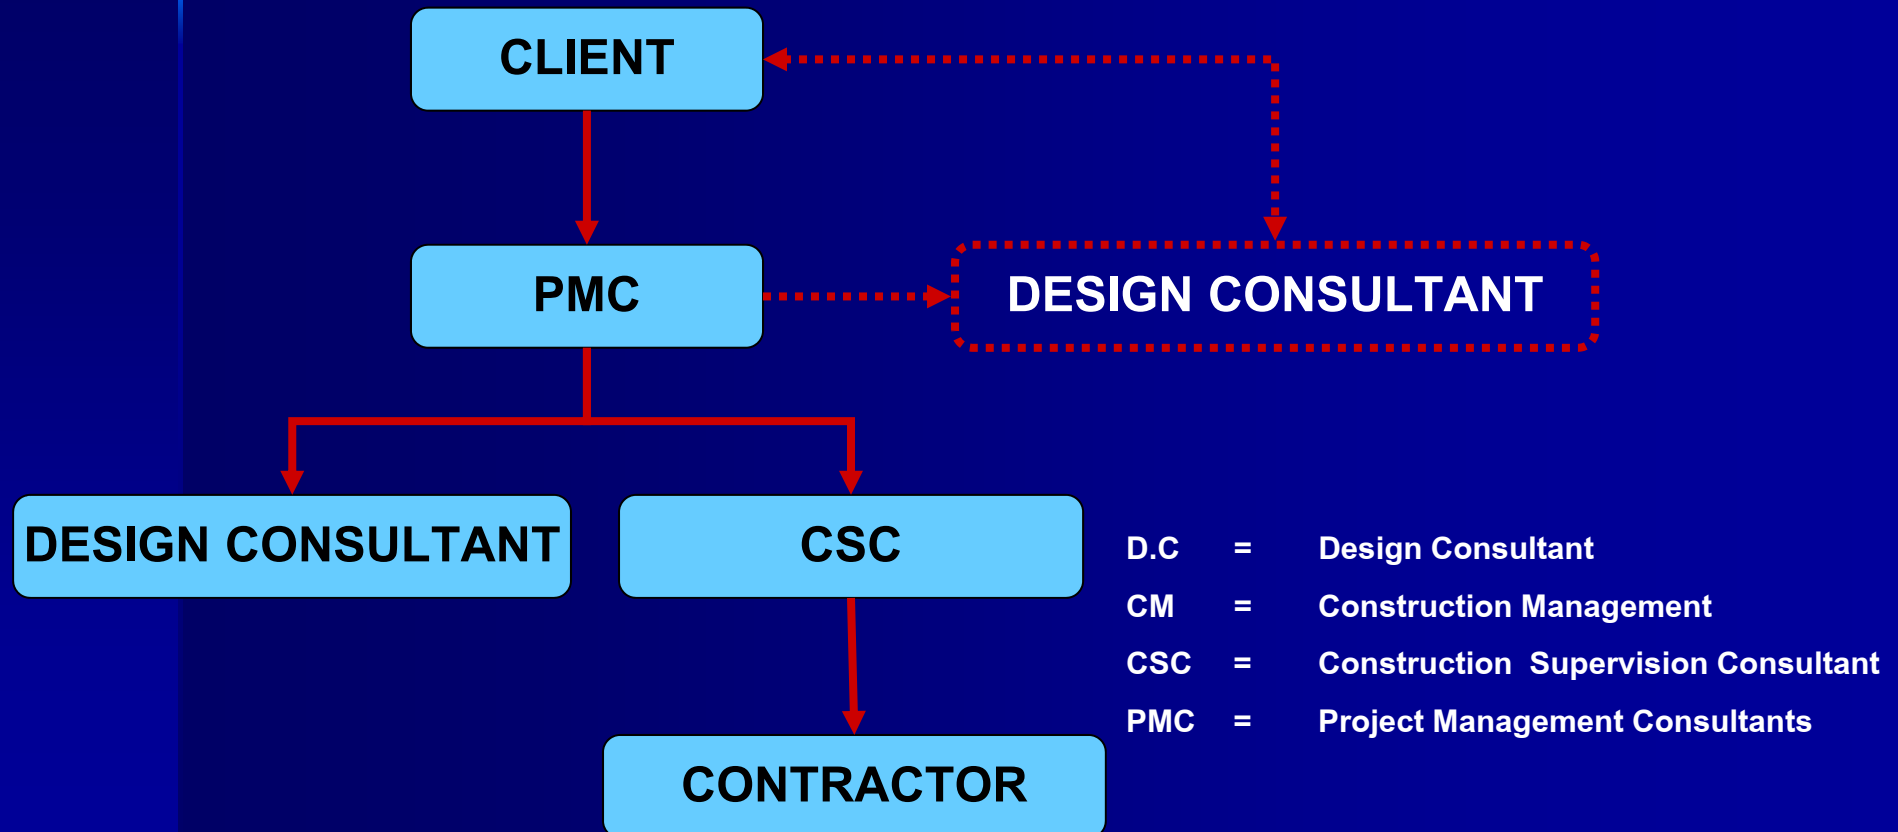 CLIENT
PMC
DESIGN CONSULTANT
DESIGN CONSULTANT
CSC
D.C = Design Consultant
CM = Construction Management
CSC = Construction Supervision Consultant
PMC = Project Management Consultants
CONTRACTOR